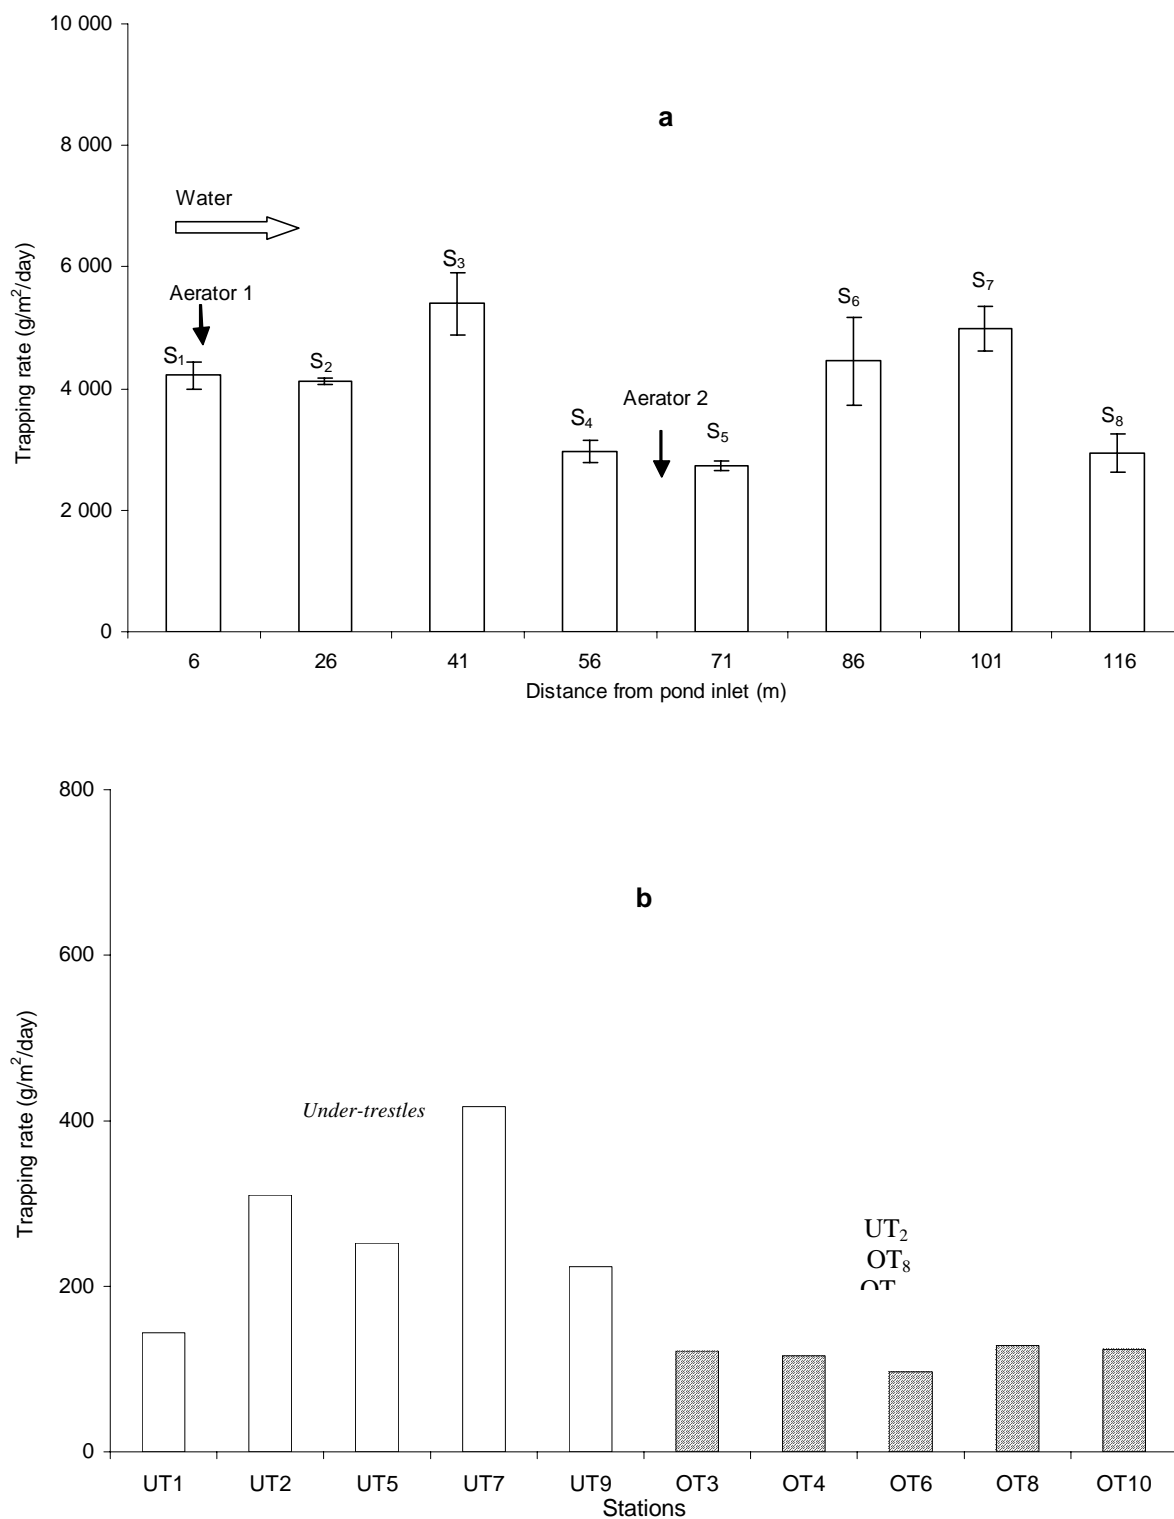 10 000
a
8 000
Water
6 000
S3
S7
Aerator 1
S6
S1
S2
4 000
Aerator 2
S4
S5
S8
2 000
0
Trapping rate (g/m2/day)
6 26 41 56 71 86 101 116
Distance from pond inlet (m)
800
b
600
Under-trestles
400
UT2
OT8
OT
200
0
Trapping rate (g/m2/day)
UT1 UT2 UT5 UT7 UT9 OT3 OT4 OT6 OT8 OT10
Stations